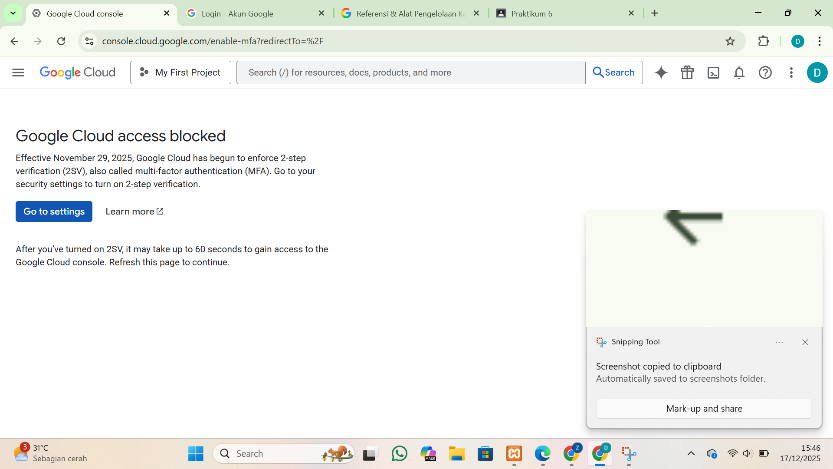 Google Cloud console
Login - Akun Google
Referensi & Alat Pengelolaan Ka
Praktikum 6
console.cloud.google.com/enable-mfa?redirectTo=%2F
D
Google Cloud
My First Project
Search (/) for resources, docs, products, and more
Search
D
Google Cloud access blocked
Effective November 29, 2025, Google Cloud has begun to enforce 2-step
verification (2SV), also called multi-factor authentication (MFA). Go to your
security settings to turn on 2-step verification.
Go to settings
Learn more
After you've turned on 2SV, it may take up to 60 seconds to gain access to the
Google Cloud console. Refresh this page to continue.
Snipping Tool
Screenshot copied to clipboard
Automatically saved to screenshots folder.
Mark-up and share
3
31°C
Sebagian cerah
Search
Z
D
15:46
17/12/2025